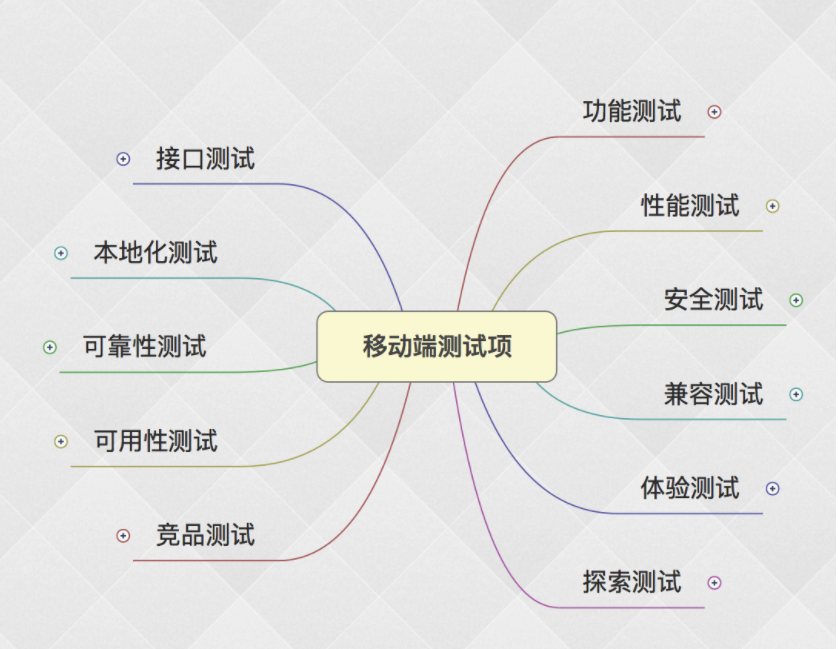 移动端测试项
功能测试
性能测试
安全测试
兼容测试
体验测试
探索测试
接口测试
本地化测试
可靠性测试
可用性测试
竞品测试